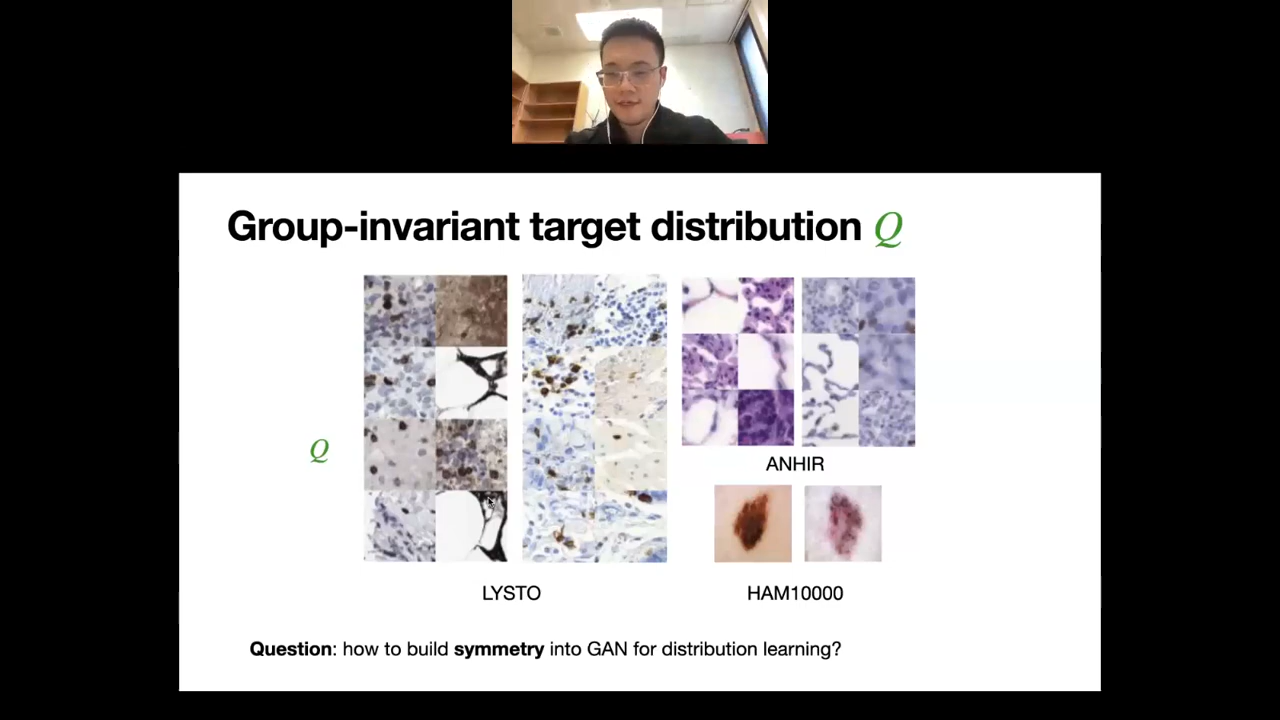 Group-invariant target distribution Q
Q
ANHIR
LYSTO
HAM10000
Question: how to build symmetry into GAN for distribution learning?